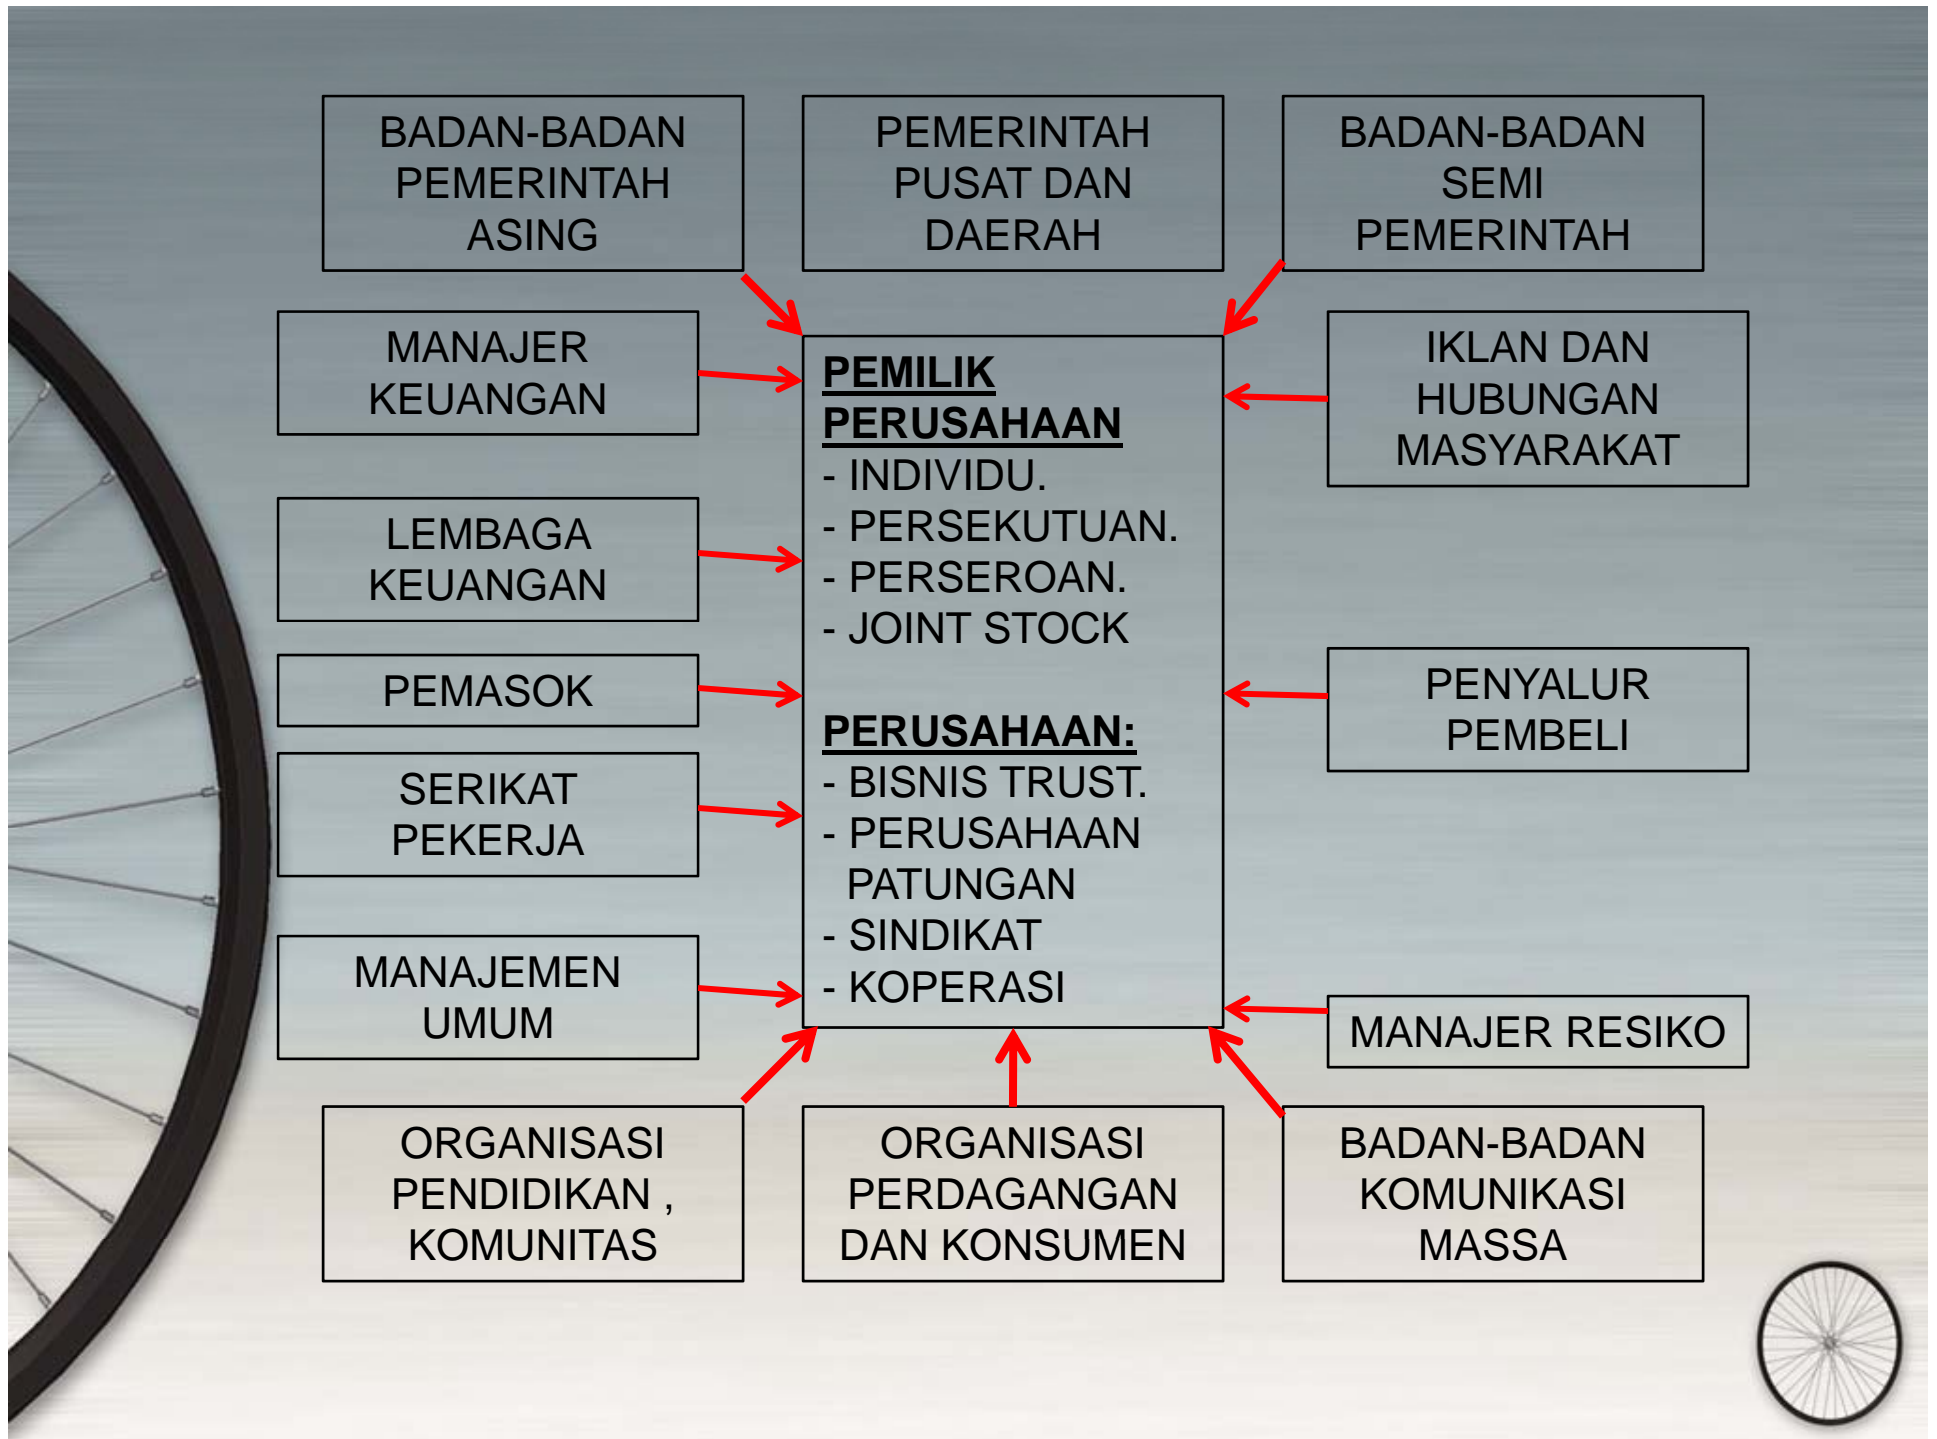 BADAN-BADAN
PEMERINTAH
ASING
PEMERINTAH
PUSAT DAN
DAERAH
BADAN-BADAN
SEMI
PEMERINTAH
MANAJER
KEUANGAN
LEMBAGA
KEUANGAN
PEMASOK
SERIKAT
PEKERJA
MANAJEMEN
UMUM
PEMILIK
PERUSAHAAN
- INDIVIDU.
- PERSEKUTUAN.
- PERSEROAN.
- JOINT STOCK
PERUSAHAAN:
- BISNIS TRUST.
- PERUSAHAAN
PATUNGAN
- SINDIKAT
- KOPERASI
IKLAN DAN
HUBUNGAN
MASYARAKAT
PENYALUR
PEMBELI
MANAJER RESIKO
ORGANISASI
PENDIDIKAN ,
KOMUNITAS
ORGANISASI
PERDAGANGAN
DAN KONSUMEN
BADAN-BADAN
KOMUNIKASI
MASSA